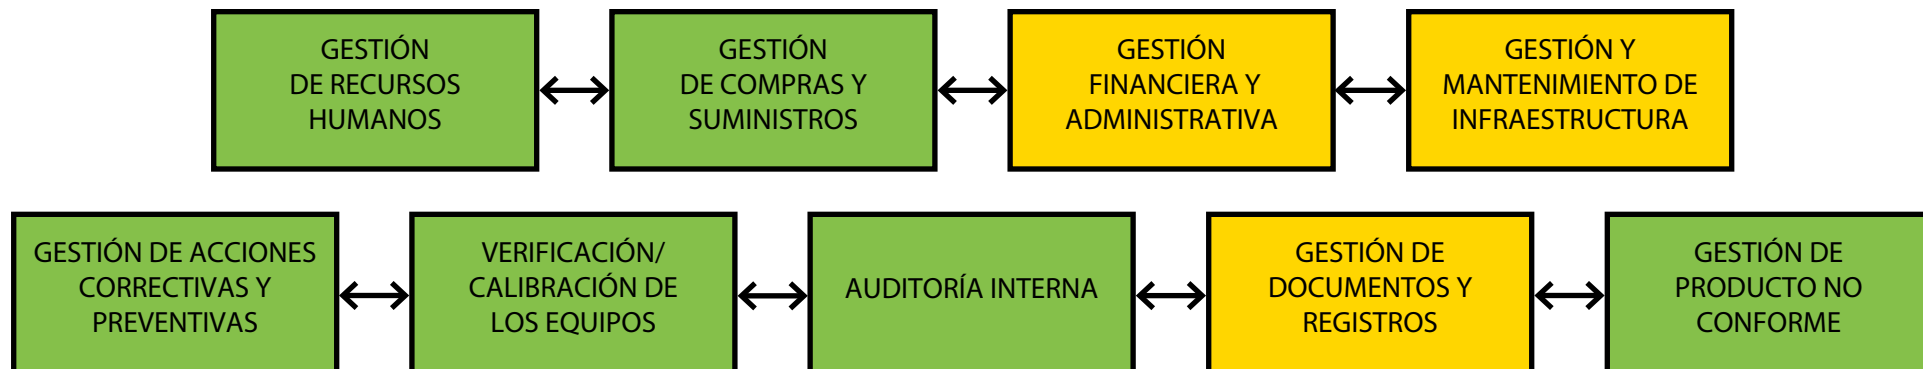 GESTIÓN
DE RECURSOS
HUMANOS
GESTIÓN
DE COMPRAS Y
SUMINISTROS
GESTIÓN
FINANCIERA Y
ADMINISTRATIVA
GESTIÓN Y
MANTENIMIENTO DE
INFRAESTRUCTURA
GESTIÓN DE ACCIONES
CORRECTIVAS Y
PREVENTIVAS
VERIFICACIÓN/
CALIBRACIÓN DE
LOS EQUIPOS
AUDITORÍA INTERNA
GESTIÓN DE
DOCUMENTOS Y
REGISTROS
GESTIÓN DE
PRODUCTO NO
CONFORME